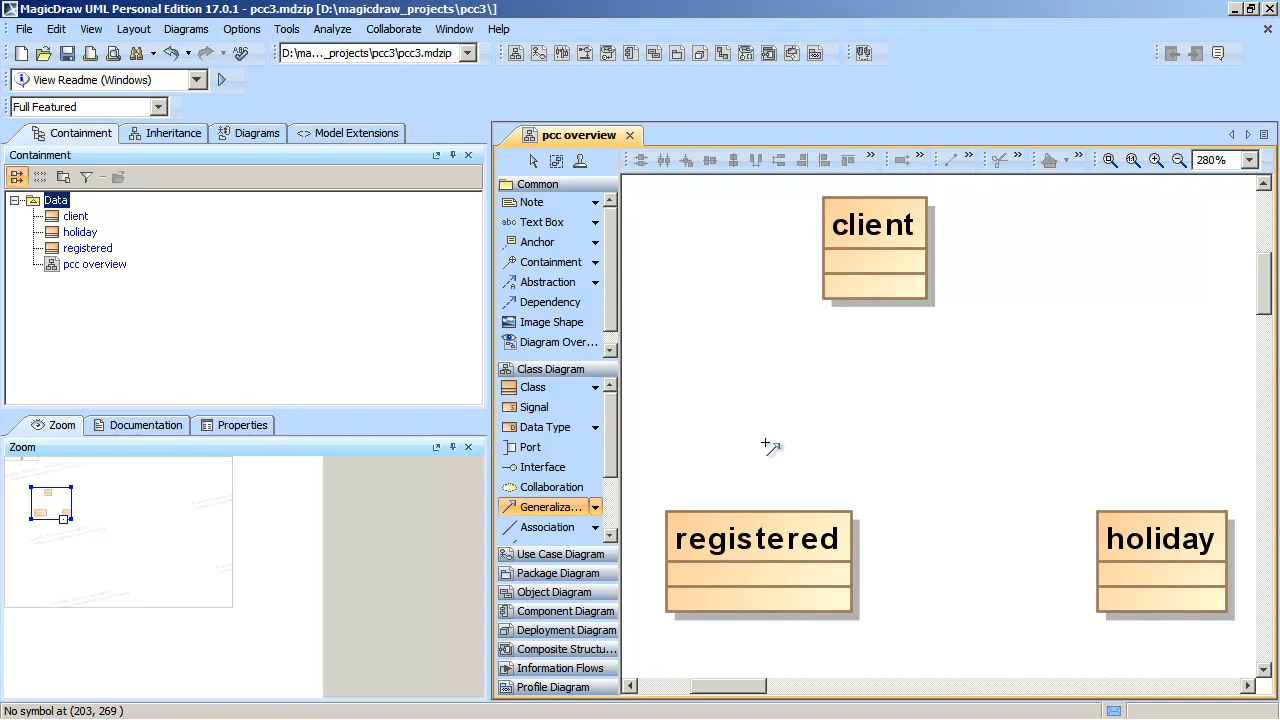 MagicDraw UML Personal Edition 17.0.1 - pcc3.mdzip [D:\magicdraw_projects\pcc3\]
File Edit View Layout Diagrams Options Tools Analyze Collaborate Window Help
D:\ma..._projects\pcc3\pcc3.mdzip
View Readme (Windows)
Full Featured
Containment Inheritance Diagrams Model Extensions
Containment
Data
client
holiday
registered
pcc overview
Zoom Documentation Properties
Zoom
pcc overview
280%
Common
Note
Text Box
Anchor
Containment
Abstraction
Dependency
Image Shape
Diagram Over...
Class Diagram
Class
Signal
Data Type
Port
Interface
Collaboration
Generaliza...
Association
Use Case Diagram
Package Diagram
Object Diagram
Component Diagram
Deployment Diagram
Composite Structu...
Information Flows
Profile Diagram
client
registered
holiday
No symbol at (203, 269 )